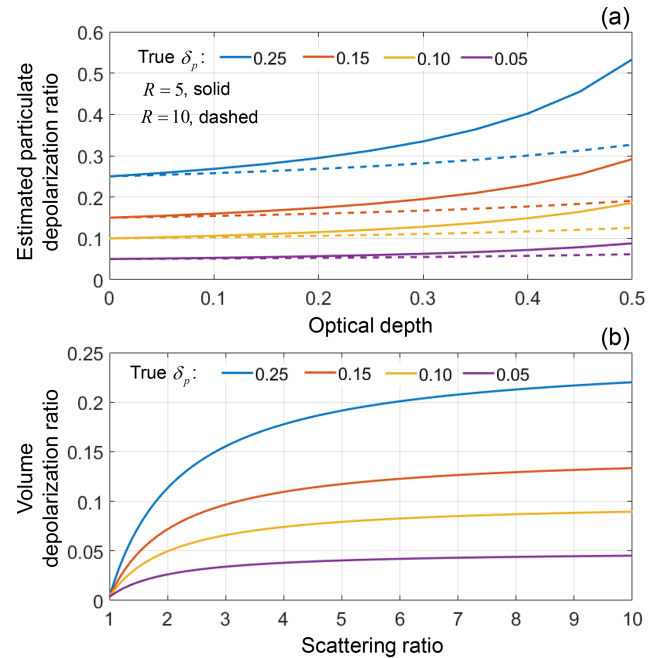 (a)
0.6
0.5
0.4
0.3
0.2
0.1
0
Estimated particulate
depolarization ratio
True δp: 0.25 0.15 0.10 0.05
R = 5, solid
R = 10, dashed
0 0.1 0.2 0.3 0.4 0.5
Optical depth
(b)
0.25
0.2
0.15
0.1
0.05
0
Volume
depolarization ratio
True δp: 0.25 0.15 0.10 0.05
1 2 3 4 5 6 7 8 9 10
Scattering ratio